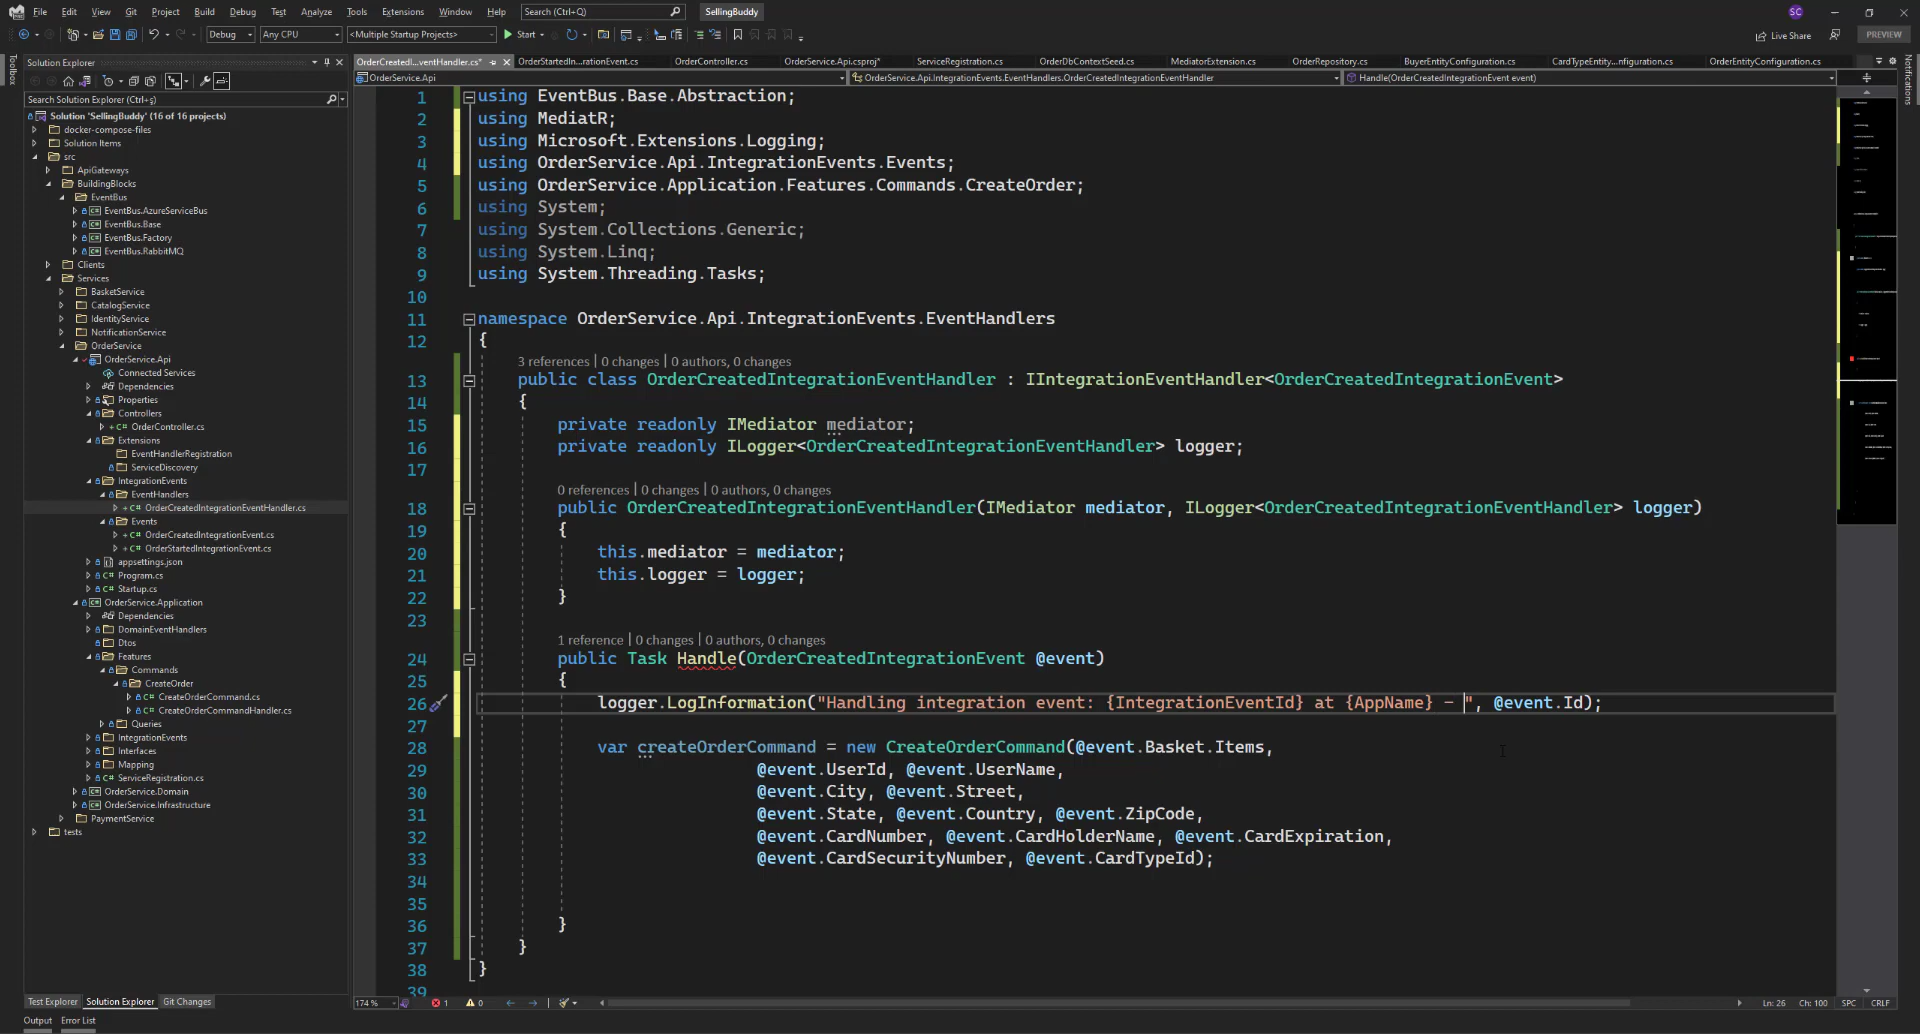 File Edit View Git Project Build Debug Test Analyze Tools Extensions Window Help Search (Ctrl+Q) SellingBuddy SC
Debug Any CPU <Multiple Startup Projects> Start Live Share PREVIEW
Toolbox
Solution Explorer
Search Solution Explorer (Ctrl+ş)
Solution 'SellingBuddy' (16 of 16 projects)
docker-compose-files
Solution Items
src
ApiGateways
BuildingBlocks
EventBus
EventBus.AzureServiceBus
EventBus.Base
EventBus.Factory
EventBus.RabbitMQ
Clients
Services
BasketService
CatalogService
IdentityService
NotificationService
OrderService
OrderService.Api
Connected Services
Dependencies
Properties
Controllers
OrderController.cs
Extensions
EventHandlerRegistration
ServiceDiscovery
IntegrationEvents
EventHandlers
OrderCreatedIntegrationEventHandler.cs
Events
OrderCreatedIntegrationEvent.cs
OrderStartedIntegrationEvent.cs
appsettings.json
Program.cs
Startup.cs
OrderService.Application
Dependencies
DomainEventHandlers
Dtos
Features
Commands
CreateOrder
CreateOrderCommand.cs
CreateOrderCommandHandler.cs
Queries
IntegrationEvents
Interfaces
Mapping
ServiceRegistration.cs
OrderService.Domain
OrderService.Infrastructure
PaymentService
tests
Test Explorer Solution Explorer Git Changes
Output Error List
OrderCreatedI...eventHandler.cs* OrderStartedIn...rationEvent.cs OrderController.cs OrderService.Api.csproj* ServiceRegistration.cs OrderDbContextSeed.cs MediatorExtension.cs OrderRepository.cs BuyerEntityConfiguration.cs CardTypeEntity...nfiguration.cs OrderEntityConfiguration.cs
OrderService.Api OrderService.Api.IntegrationEvents.EventHandlers.OrderCreatedIntegrationEventHandler Handle(OrderCreatedIntegrationEvent event)
1 using EventBus.Base.Abstraction;
2 using MediatR;
3 using Microsoft.Extensions.Logging;
4 using OrderService.Api.IntegrationEvents.Events;
5 using OrderService.Application.Features.Commands.CreateOrder;
6 using System;
7 using System.Collections.Generic;
8 using System.Linq;
9 using System.Threading.Tasks;
10
11 namespace OrderService.Api.IntegrationEvents.EventHandlers
12 {
3 references | 0 changes | 0 authors, 0 changes
13 public class OrderCreatedIntegrationEventHandler : IIntegrationEventHandler<OrderCreatedIntegrationEvent>
14 {
15 private readonly IMediator mediator;
16 private readonly ILogger<OrderCreatedIntegrationEventHandler> logger;
17
0 references | 0 changes | 0 authors, 0 changes
18 public OrderCreatedIntegrationEventHandler(IMediator mediator, ILogger<OrderCreatedIntegrationEventHandler> logger)
19 {
20 this.mediator = mediator;
21 this.logger = logger;
22 }
23
1 reference | 0 changes | 0 authors, 0 changes
24 public Task Handle(OrderCreatedIntegrationEvent @event)
25 {
26 logger.LogInformation("Handling integration event: {IntegrationEventId} at {AppName} - ", @event.Id);
27
28 var createOrderCommand = new CreateOrderCommand(@event.Basket.Items,
29 @event.UserId, @event.UserName,
30 @event.City, @event.Street,
31 @event.State, @event.Country, @event.ZipCode,
32 @event.CardNumber, @event.CardHolderName, @event.CardExpiration,
33 @event.CardSecurityNumber, @event.CardTypeId);
34
35
36 }
37 }
38 }
39
174 % 1 0 Ln: 26 Ch: 100 SPC CRLF
Notifications